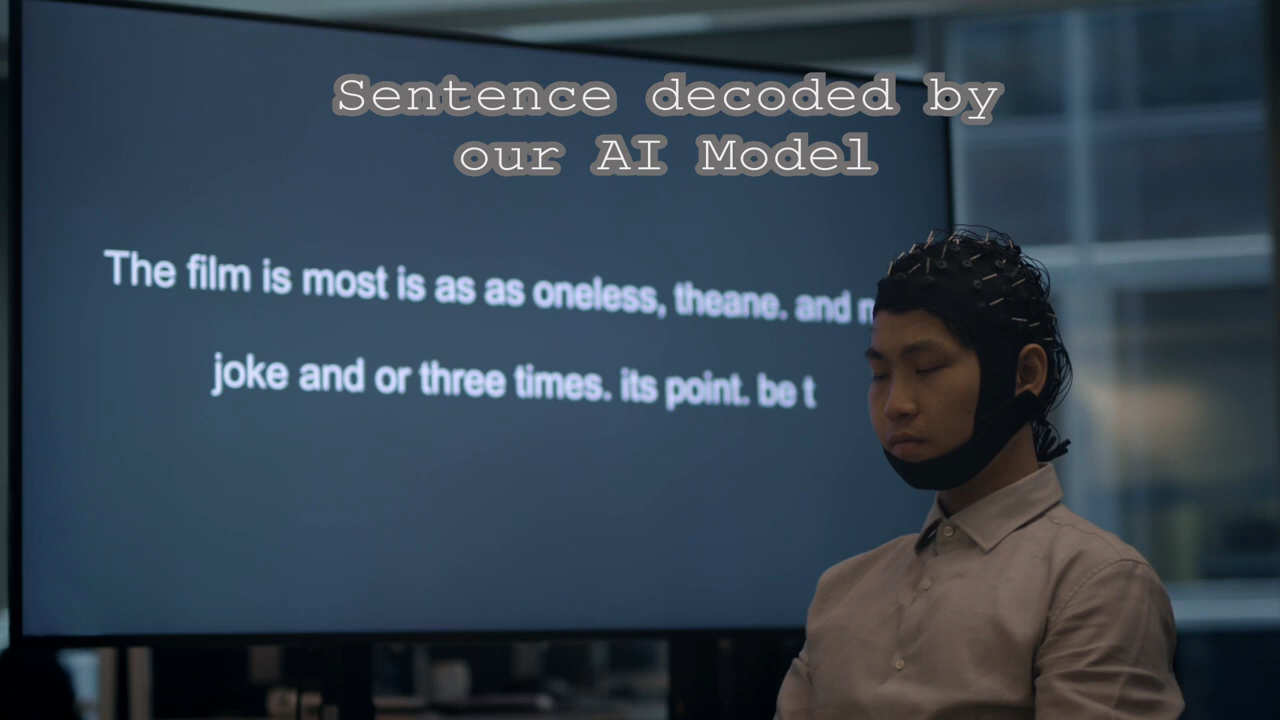 Sentence decoded by
our AI Model
The film is most is as as oneless, theane. and
joke and or three times. its point. be t